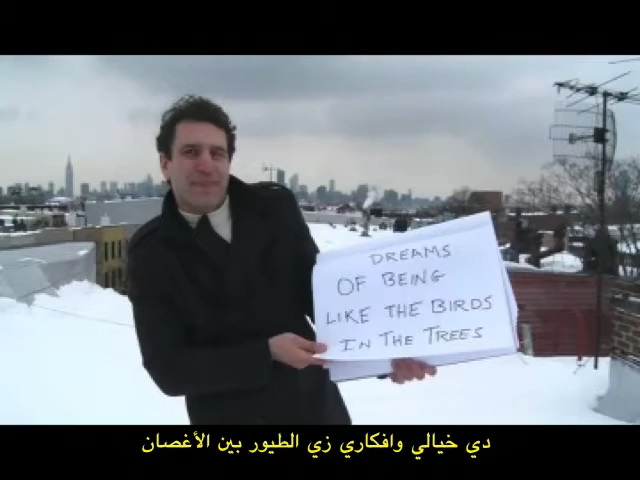 DREAMS
OF BEING
LIKE THE BIRDS
IN THE TREES
دي خيالي وافكاري زي الطيور بين الأغصان